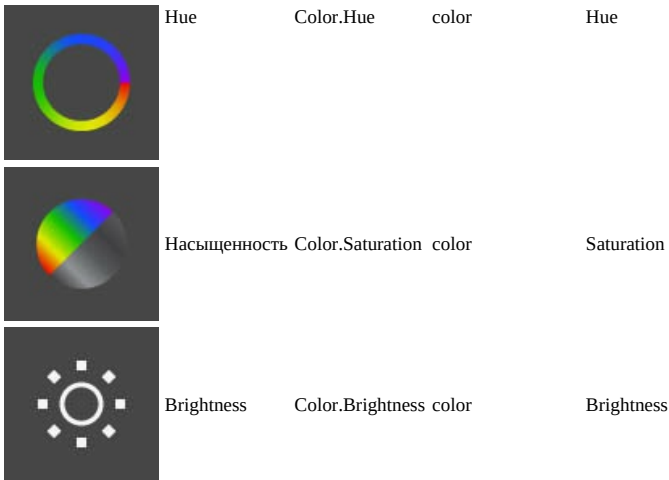 Hue Color.Hue color Hue
Насыщенность Color.Saturation color Saturation
Brightness Color.Brightness color Brightness